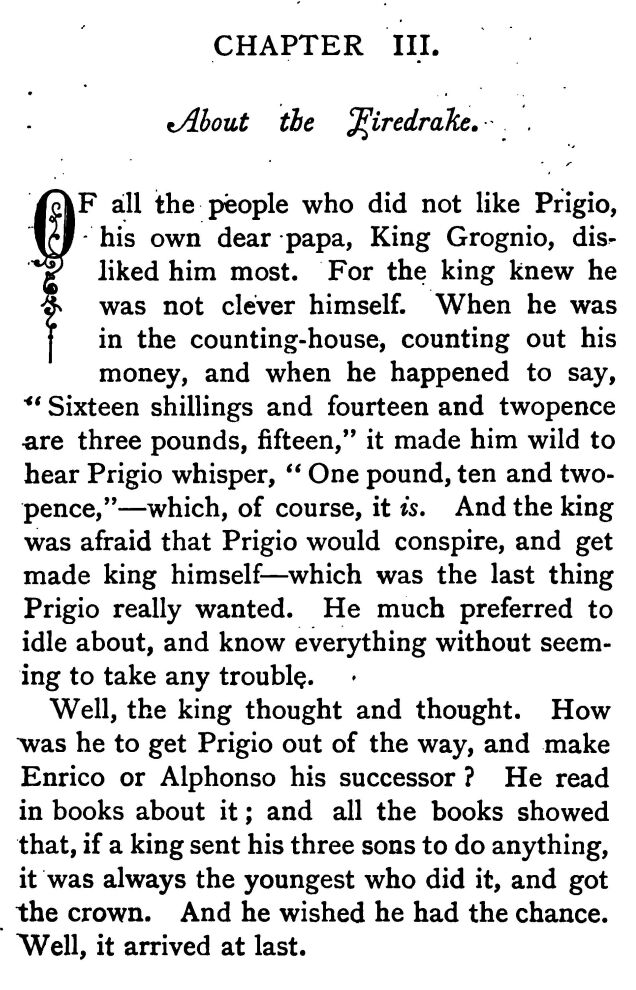 CHAPTER III.
About the Firedrake.
OF all the people who did not like Prigio,
his own dear papa, King Grognio, dis-
liked him most. For the king knew he
was not clever himself. When he was
in the counting-house, counting out his
money, and when he happened to say,
“Sixteen shillings and fourteen and twopence
are three pounds, fifteen,” it made him wild to
hear Prigio whisper, “One pound, ten and two-
pence,”—which, of course, it is. And the king
was afraid that Prigio would conspire, and get
made king himself—which was the last thing
Prigio really wanted. He much preferred to
idle about, and know everything without seem-
ing to take any trouble.
Well, the king thought and thought. How
was he to get Prigio out of the way, and make
Enrico or Alphonso his successor? He read
in books about it; and all the books showed
that, if a king sent his three sons to do anything,
it was always the youngest who did it, and got
the crown. And he wished he had the chance.
Well, it arrived at last.